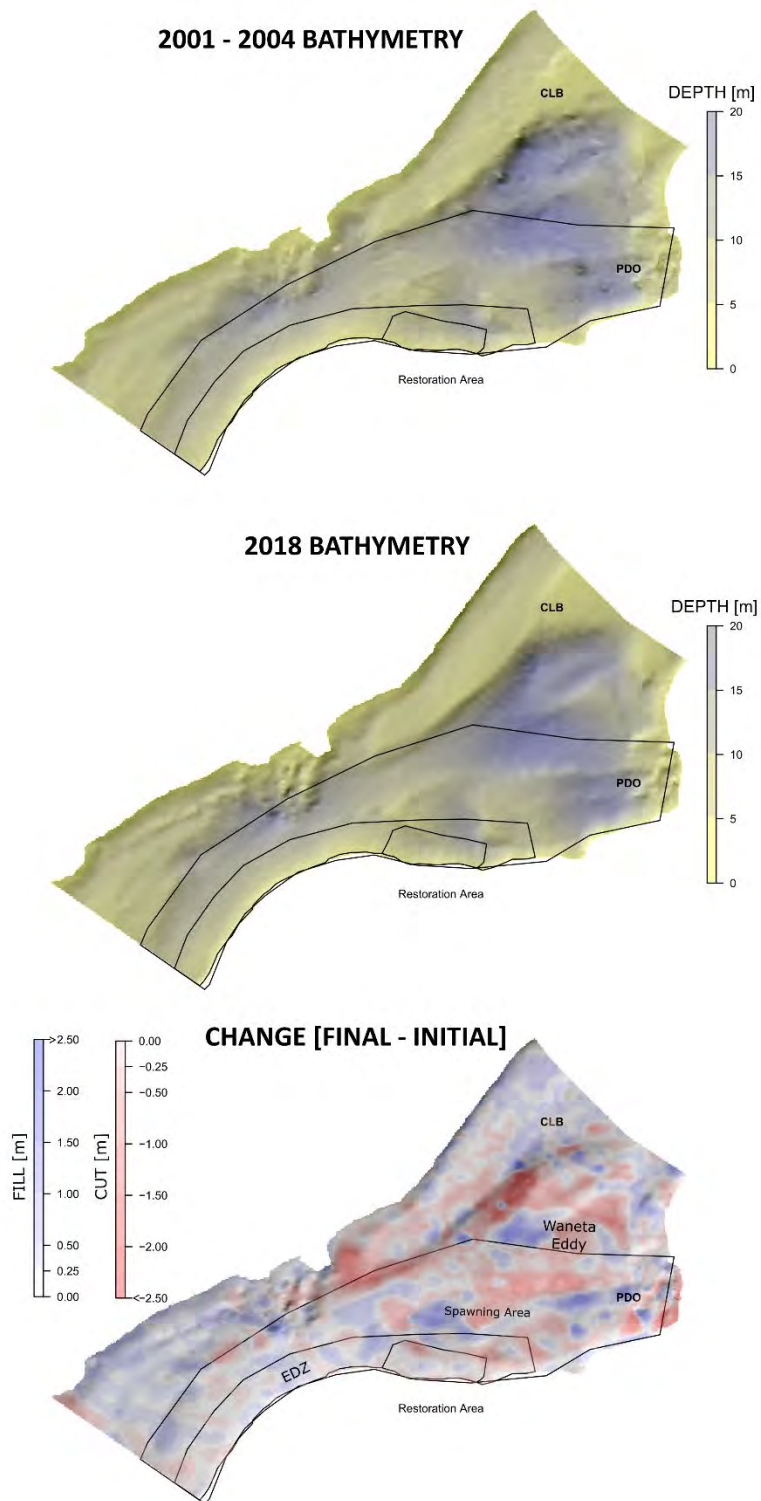 2001 - 2004 BATHYMETRY
CLB
DEPTH [m]
20
15
10
5
0
PDO
Restoration Area
2018 BATHYMETRY
CLB
DEPTH [m]
20
15
10
5
0
PDO
Restoration Area
CHANGE [FINAL - INITIAL]
FILL [m]
>2.50
2.00
1.50
1.00
0.50
0.25
0.00
CUT [m]
0.00
−0.25
−0.50
−1.00
−1.50
−2.00
<−2.50
CLB
Waneta
Eddy
PDO
Spawning Area
EDZ
Restoration Area